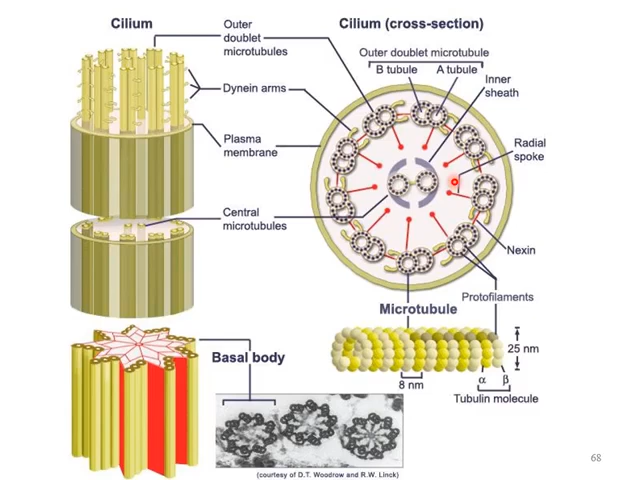 Cilium
Outer
doublet
microtubules
Dynein arms
Plasma
membrane
Central
microtubules
Basal body
Cilium (cross-section)
Outer doublet microtubule
B tubule A tubule
Inner
sheath
Radial
spoke
Nexin
Protofilaments
Microtubule
25 nm
8 nm
α β
Tubulin molecule
(courtesy of D.T. Woodrow and R.W. Linck)
68